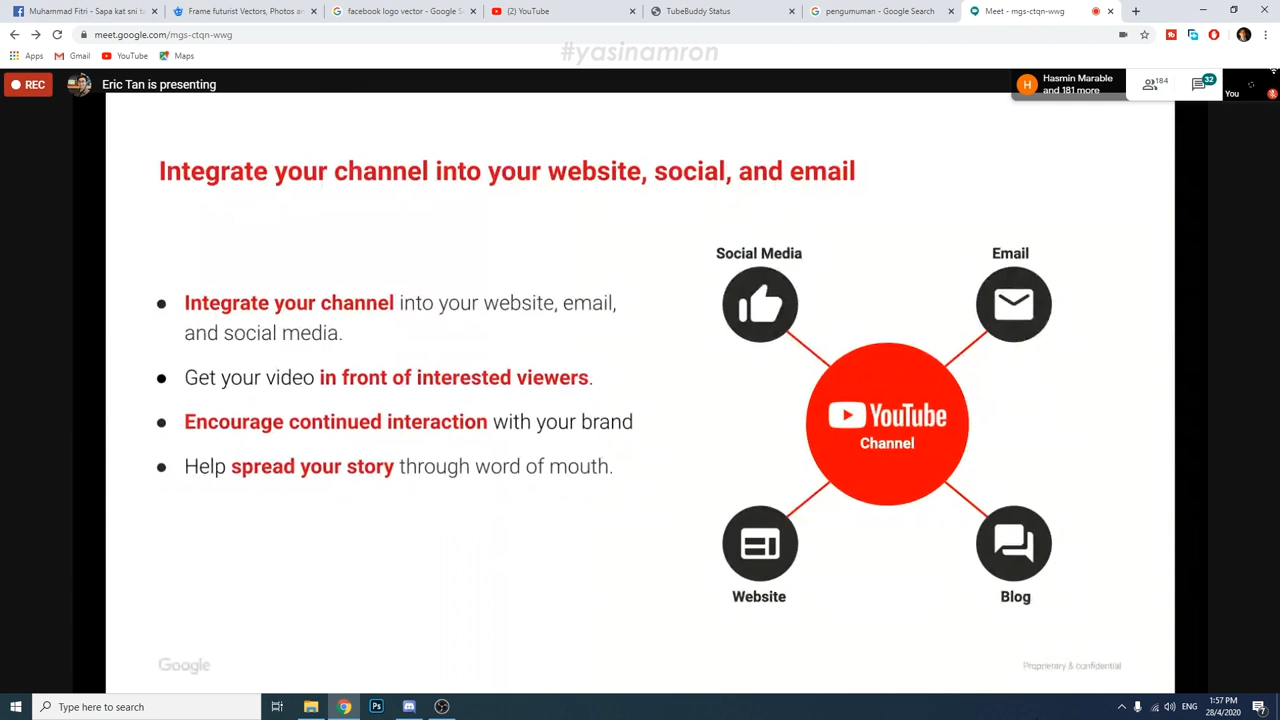 Muhammad Fitri - Sapa kat sni ta
Frame futurist Vectors, Photos a
facebook logo vector - Google S
(2) YouTube
TubeBuddy Status
pengumuman - Google Search
Meet - mgs-ctqn-wwg
meet.google.com/mgs-ctqn-wwg
Apps
Gmail
YouTube
Maps
#yasinamron
REC
Eric Tan is presenting
H
Hasmin Marable
and 181 more
184
32
You
Integrate your channel into your website, social, and email
Integrate your channel into your website, email,
and social media.
Get your video in front of interested viewers.
Encourage continued interaction with your brand
Help spread your story through word of mouth.
Social Media
Email
YouTube
Channel
Website
Blog
Google
Proprietary & confidential
Type here to search
Ps
ENG
1:57 PM
28/4/2020